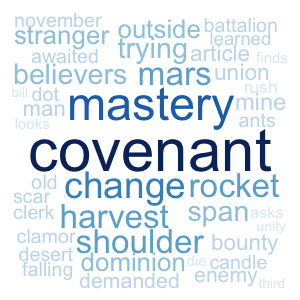 november
stranger outside battalion
learned
awaited trying article finds
believers mars union
bill dot rush
man mastery mine
looks ants
covenant
old change rocket
scar
clerk harvest span asks
unity
clamor shoulder bounty
desert
falling dominion die candle
demanded enemy third